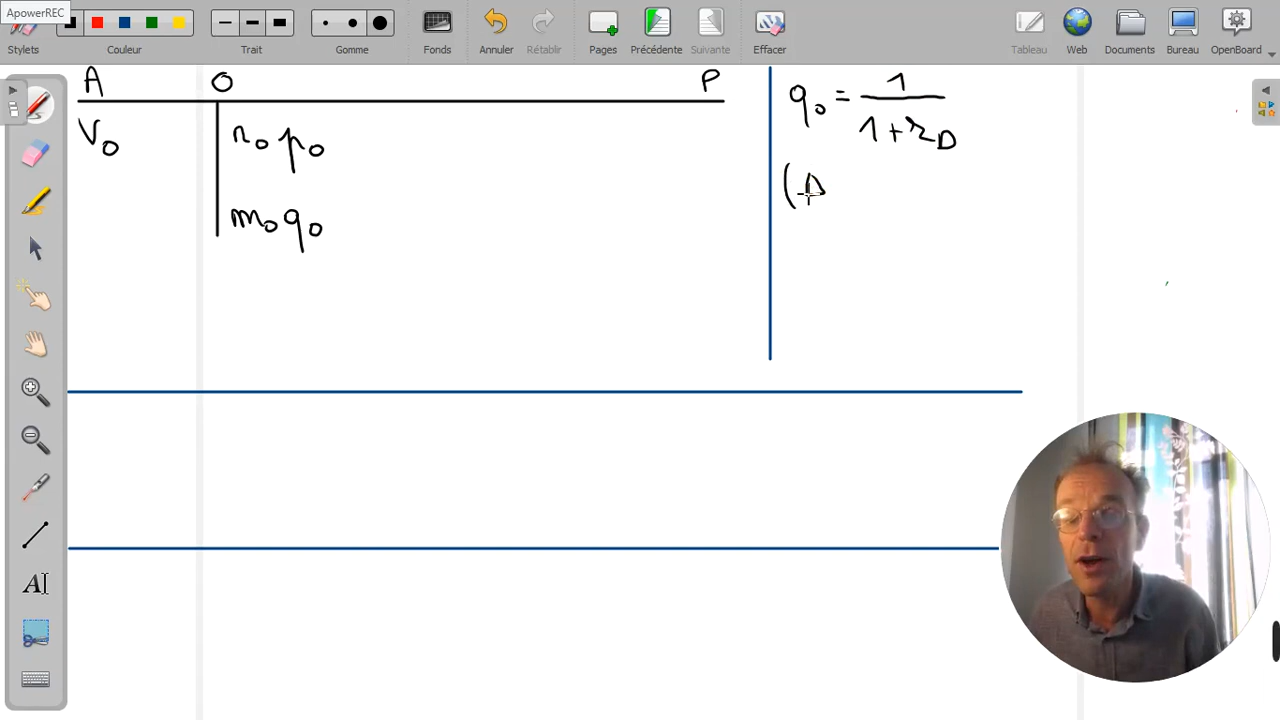 ApowerREC
Stylets Couleur Trait Gomme Fonds Annuler Rétablir Pages Précédente Suivante Effacer Tableau Web Documents Bureau OpenBoard
A O P
V₀ n₀ p₀
m₀ q₀
q₀ = 1 / (1 + r_D)
(A
AI